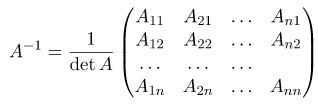 $$A^{-1} = \frac{1}{\det A} \begin{pmatrix} A_{11} & A_{21} & \dots & A_{n1} \\ A_{12} & A_{22} & \dots & A_{n2} \\ \dots & \dots & \dots & \\ A_{1n} & A_{2n} & \dots & A_{nn} \end{pmatrix}$$